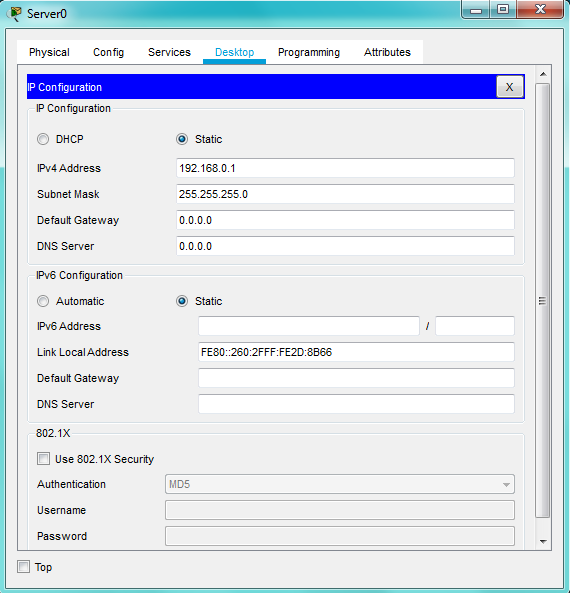 Server0
Physical Config Services Desktop Programming Attributes
IP Configuration
X
IP Configuration
DHCP Static
IPv4 Address 192.168.0.1
Subnet Mask 255.255.255.0
Default Gateway 0.0.0.0
DNS Server 0.0.0.0
IPv6 Configuration
Automatic Static
IPv6 Address /
Link Local Address FE80::260:2FFF:FE2D:8B66
Default Gateway
DNS Server
802.1X
Use 802.1X Security
Authentication MD5
Username
Password
Top